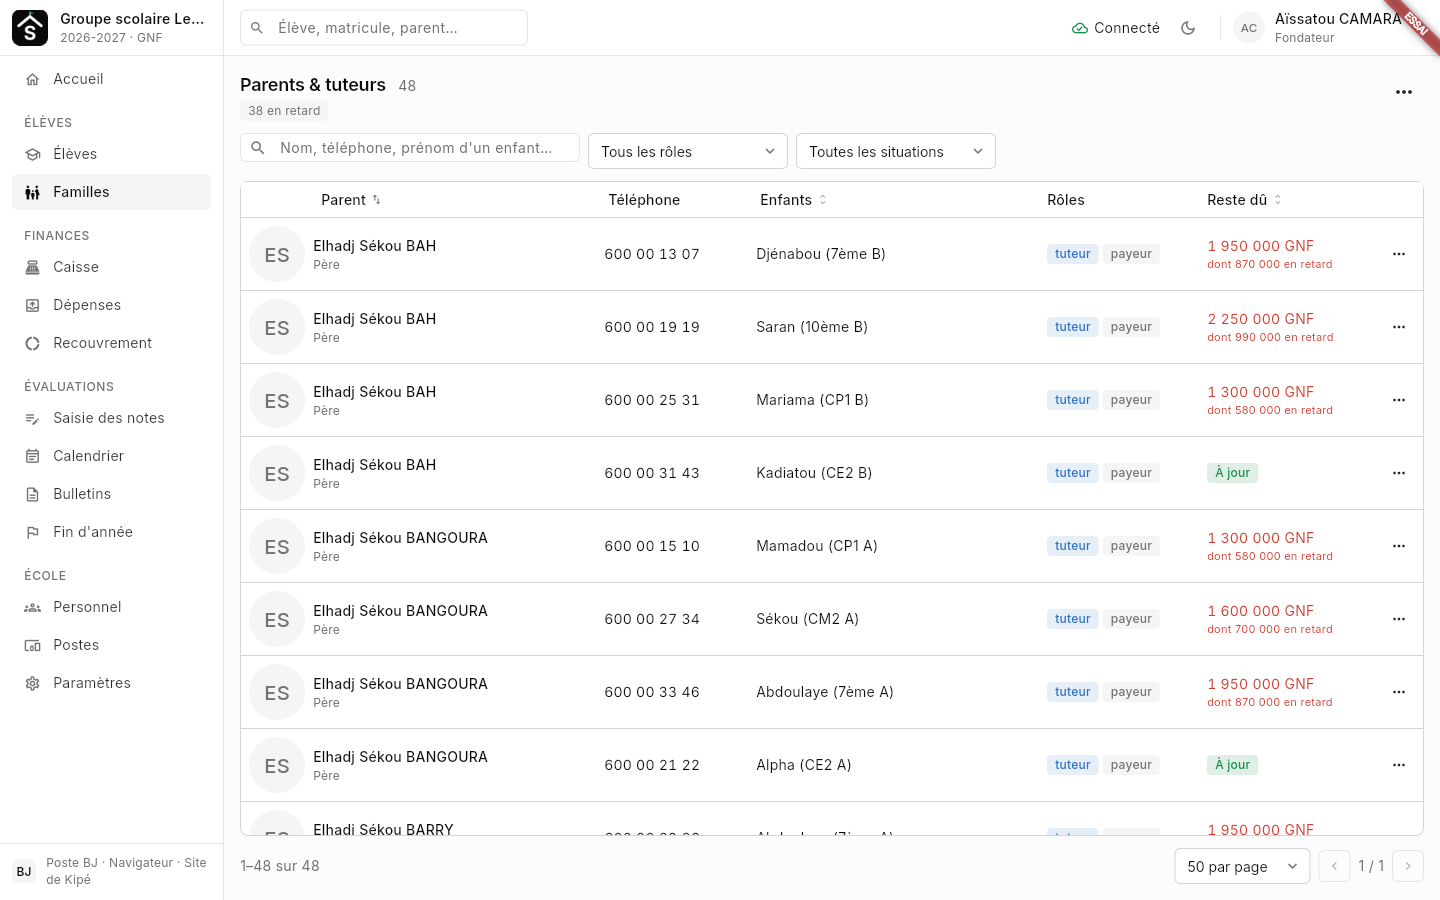 Groupe scolaire Le...
2026-2027 · GNF
Élève, matricule, parent...
Connecté
AC
Aïssatou CAMARA
Fondateur
ESSAI
Accueil
ÉLÈVES
Élèves
Familles
FINANCES
Caisse
Dépenses
Recouvrement
ÉVALUATIONS
Saisie des notes
Calendrier
Bulletins
Fin d'année
ÉCOLE
Personnel
Postes
Paramètres
BJ
Poste BJ · Navigateur · Site
de Kipé
Parents & tuteurs 48
38 en retard
Nom, téléphone, prénom d'un enfant...
Tous les rôles
Toutes les situations
Parent Téléphone Enfants Rôles Reste dû
ES Elhadj Sékou BAH 600 00 13 07 Djénabou (7ème B) tuteur payeur 1 950 000 GNF
Père dont 870 000 en retard
ES Elhadj Sékou BAH 600 00 19 19 Saran (10ème B) tuteur payeur 2 250 000 GNF
Père dont 990 000 en retard
ES Elhadj Sékou BAH 600 00 25 31 Mariama (CP1 B) tuteur payeur 1 300 000 GNF
Père dont 580 000 en retard
ES Elhadj Sékou BAH 600 00 31 43 Kadiatou (CE2 B) tuteur payeur À jour
Père
ES Elhadj Sékou BANGOURA 600 00 15 10 Mamadou (CP1 A) tuteur payeur 1 300 000 GNF
Père dont 580 000 en retard
ES Elhadj Sékou BANGOURA 600 00 27 34 Sékou (CM2 A) tuteur payeur 1 600 000 GNF
Père dont 700 000 en retard
ES Elhadj Sékou BANGOURA 600 00 33 46 Abdoulaye (7ème A) tuteur payeur 1 950 000 GNF
Père dont 870 000 en retard
ES Elhadj Sékou BANGOURA 600 00 21 22 Alpha (CE2 A) tuteur payeur À jour
Père
Elhadj Sékou BARRY 1 950 000 GNF
1–48 sur 48
50 par page
1 / 1